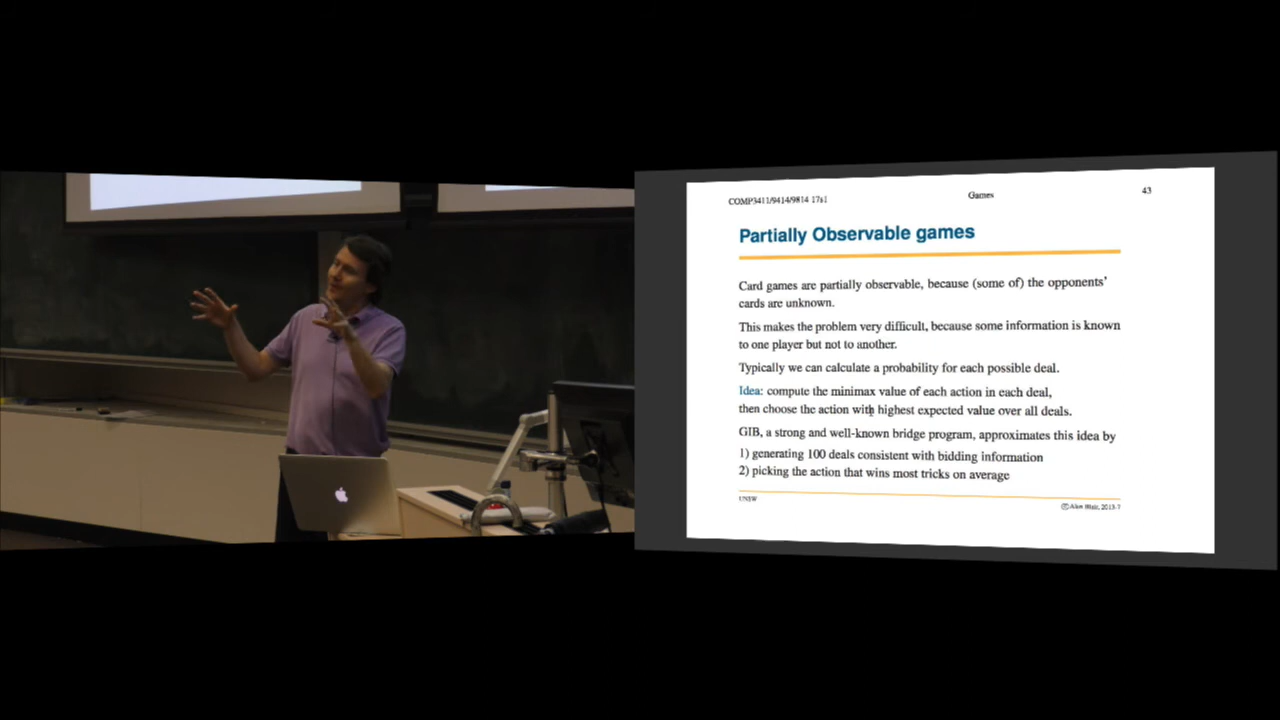 COMP3411/9414/9814 17s1 Games 43
Partially Observable games
Card games are partially observable, because (some of) the opponents'
cards are unknown.
This makes the problem very difficult, because some information is known
to one player but not to another.
Typically we can calculate a probability for each possible deal.
Idea: compute the minimax value of each action in each deal,
then choose the action with highest expected value over all deals.
GIB, a strong and well-known bridge program, approximates this idea by
1) generating 100 deals consistent with bidding information
2) picking the action that wins most tricks on average
UNSW
©Alan Blair, 2013-7